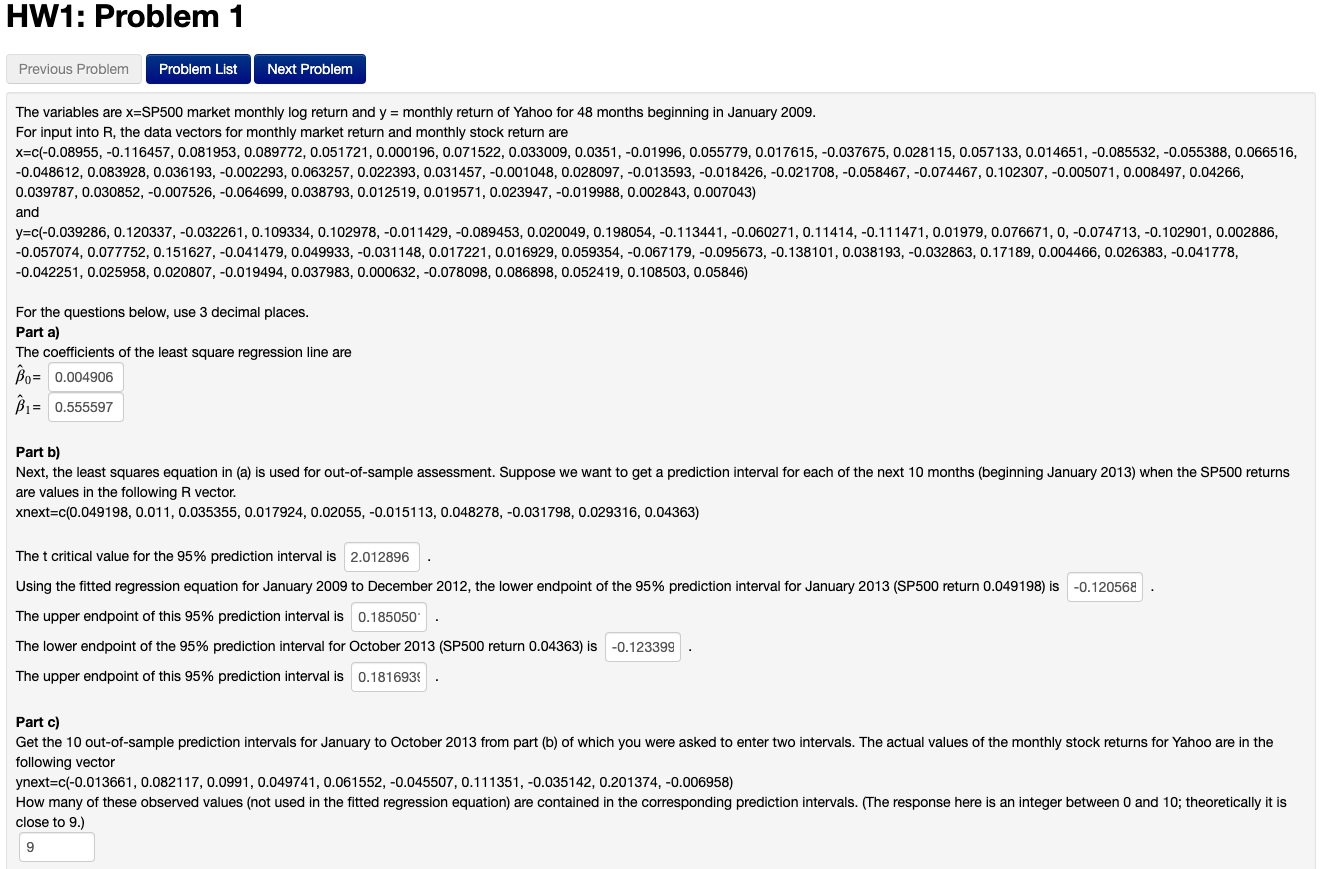 HW1: Problem 1
Previous Problem Problem List Next Problem
The variables are x=SP500 market monthly log return and y = monthly return of Yahoo for 48 months beginning in January 2009.
For input into R, the data vectors for monthly market return and monthly stock return are
x=c(-0.08955, -0.116457, 0.081953, 0.089772, 0.051721, 0.000196, 0.071522, 0.033009, 0.0351, -0.01996, 0.055779, 0.017615, -0.037675, 0.028115, 0.057133, 0.014651, -0.085532, -0.055388, 0.066516,
-0.048612, 0.083928, 0.036193, -0.002293, 0.063257, 0.022393, 0.031457, -0.001048, 0.028097, -0.013593, -0.018426, -0.021708, -0.058467, -0.074467, 0.102307, -0.005071, 0.008497, 0.04266,
0.039787, 0.030852, -0.007526, -0.064699, 0.038793, 0.012519, 0.019571, 0.023947, -0.019988, 0.002843, 0.007043)
and
y=c(-0.039286, 0.120337, -0.032261, 0.109334, 0.102978, -0.011429, -0.089453, 0.020049, 0.198054, -0.113441, -0.060271, 0.11414, -0.111471, 0.01979, 0.076671, 0, -0.074713, -0.102901, 0.002886,
-0.057074, 0.077752, 0.151627, -0.041479, 0.049933, -0.031148, 0.017221, 0.016929, 0.059354, -0.067179, -0.095673, -0.138101, 0.038193, -0.032863, 0.17189, 0.004466, 0.026383, -0.041778,
-0.042251, 0.025958, 0.020807, -0.019494, 0.037983, 0.000632, -0.078098, 0.086898, 0.052419, 0.108503, 0.05846)
For the questions below, use 3 decimal places.
Part a)
The coefficients of the least square regression line are
β̂₀= 0.004906
β̂₁= 0.555597
Part b)
Next, the least squares equation in (a) is used for out-of-sample assessment. Suppose we want to get a prediction interval for each of the next 10 months (beginning January 2013) when the SP500 returns
are values in the following R vector.
xnext=c(0.049198, 0.011, 0.035355, 0.017924, 0.02055, -0.015113, 0.048278, -0.031798, 0.029316, 0.04363)
The t critical value for the 95% prediction interval is 2.012896 .
Using the fitted regression equation for January 2009 to December 2012, the lower endpoint of the 95% prediction interval for January 2013 (SP500 return 0.049198) is -0.120568 .
The upper endpoint of this 95% prediction interval is 0.185050 .
The lower endpoint of the 95% prediction interval for October 2013 (SP500 return 0.04363) is -0.123399 .
The upper endpoint of this 95% prediction interval is 0.181693 .
Part c)
Get the 10 out-of-sample prediction intervals for January to October 2013 from part (b) of which you were asked to enter two intervals. The actual values of the monthly stock returns for Yahoo are in the
following vector
ynext=c(-0.013661, 0.082117, 0.0991, 0.049741, 0.061552, -0.045507, 0.111351, -0.035142, 0.201374, -0.006958)
How many of these observed values (not used in the fitted regression equation) are contained in the corresponding prediction intervals. (The response here is an integer between 0 and 10; theoretically it is
close to 9.)
9